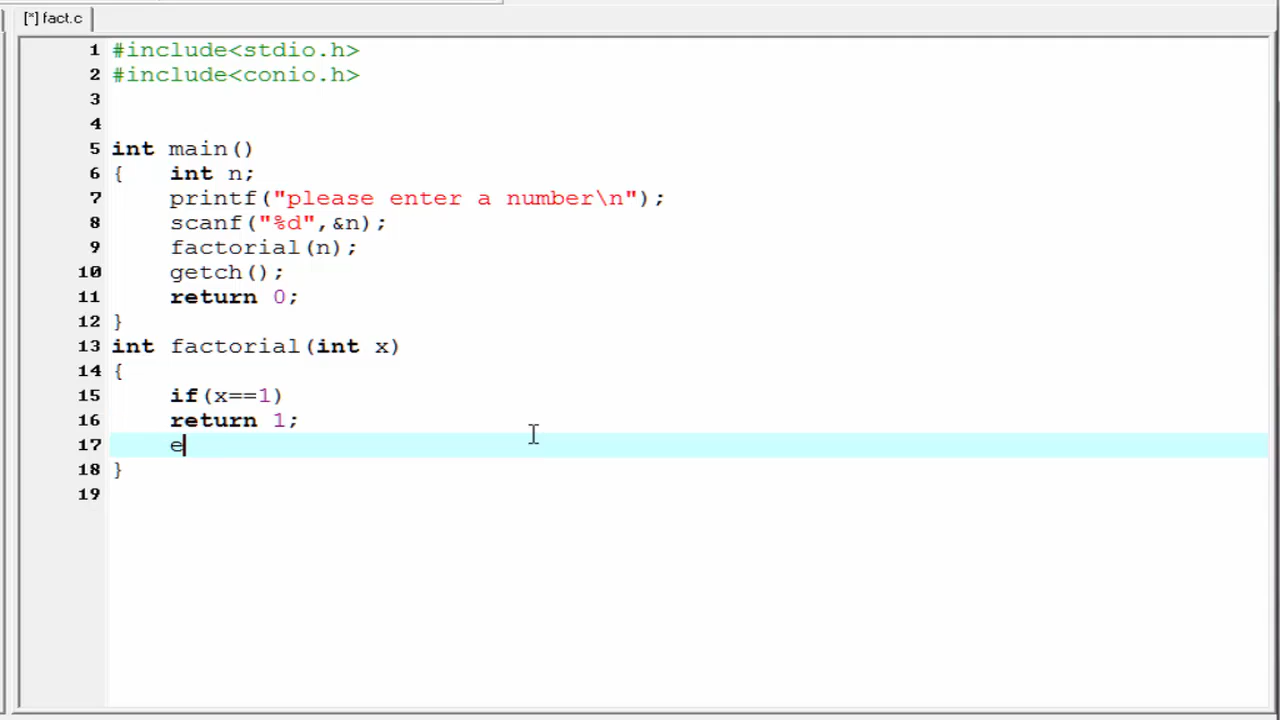 [*] fact.c
1 #include<stdio.h>
2 #include<conio.h>
3
4
5 int main()
6 {    int n;
7     printf("please enter a number\n");
8     scanf("%d",&n);
9     factorial(n);
10     getch();
11     return 0;
12 }
13 int factorial(int x)
14 {
15     if(x==1)
16     return 1;
17     e
18 }
19